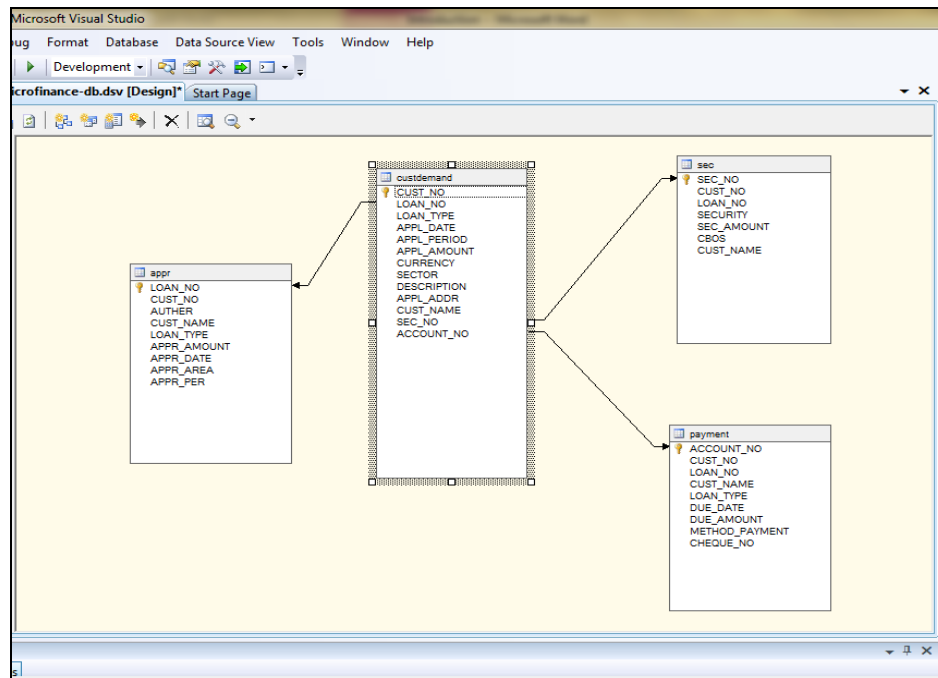 Microsoft Visual Studio
ug Format Database Data Source View Tools Window Help
Development
icrofinance-db.dsv [Design]* Start Page
custdemand
CUST_NO
LOAN_NO
LOAN_TYPE
APPL_DATE
APPL_PERIOD
APPL_AMOUNT
CURRENCY
SECTOR
DESCRIPTION
APPL_ADDR
CUST_NAME
SEC_NO
ACCOUNT_NO
sec
SEC_NO
CUST_NO
LOAN_NO
SECURITY
SEC_AMOUNT
CBOS
CUST_NAME
appr
LOAN_NO
CUST_NO
AUTHER
CUST_NAME
LOAN_TYPE
APPR_AMOUNT
APPR_DATE
APPR_AREA
APPR_PER
payment
ACCOUNT_NO
CUST_NO
LOAN_NO
CUST_NAME
LOAN_TYPE
DUE_DATE
DUE_AMOUNT
METHOD_PAYMENT
CHEQUE_NO
s